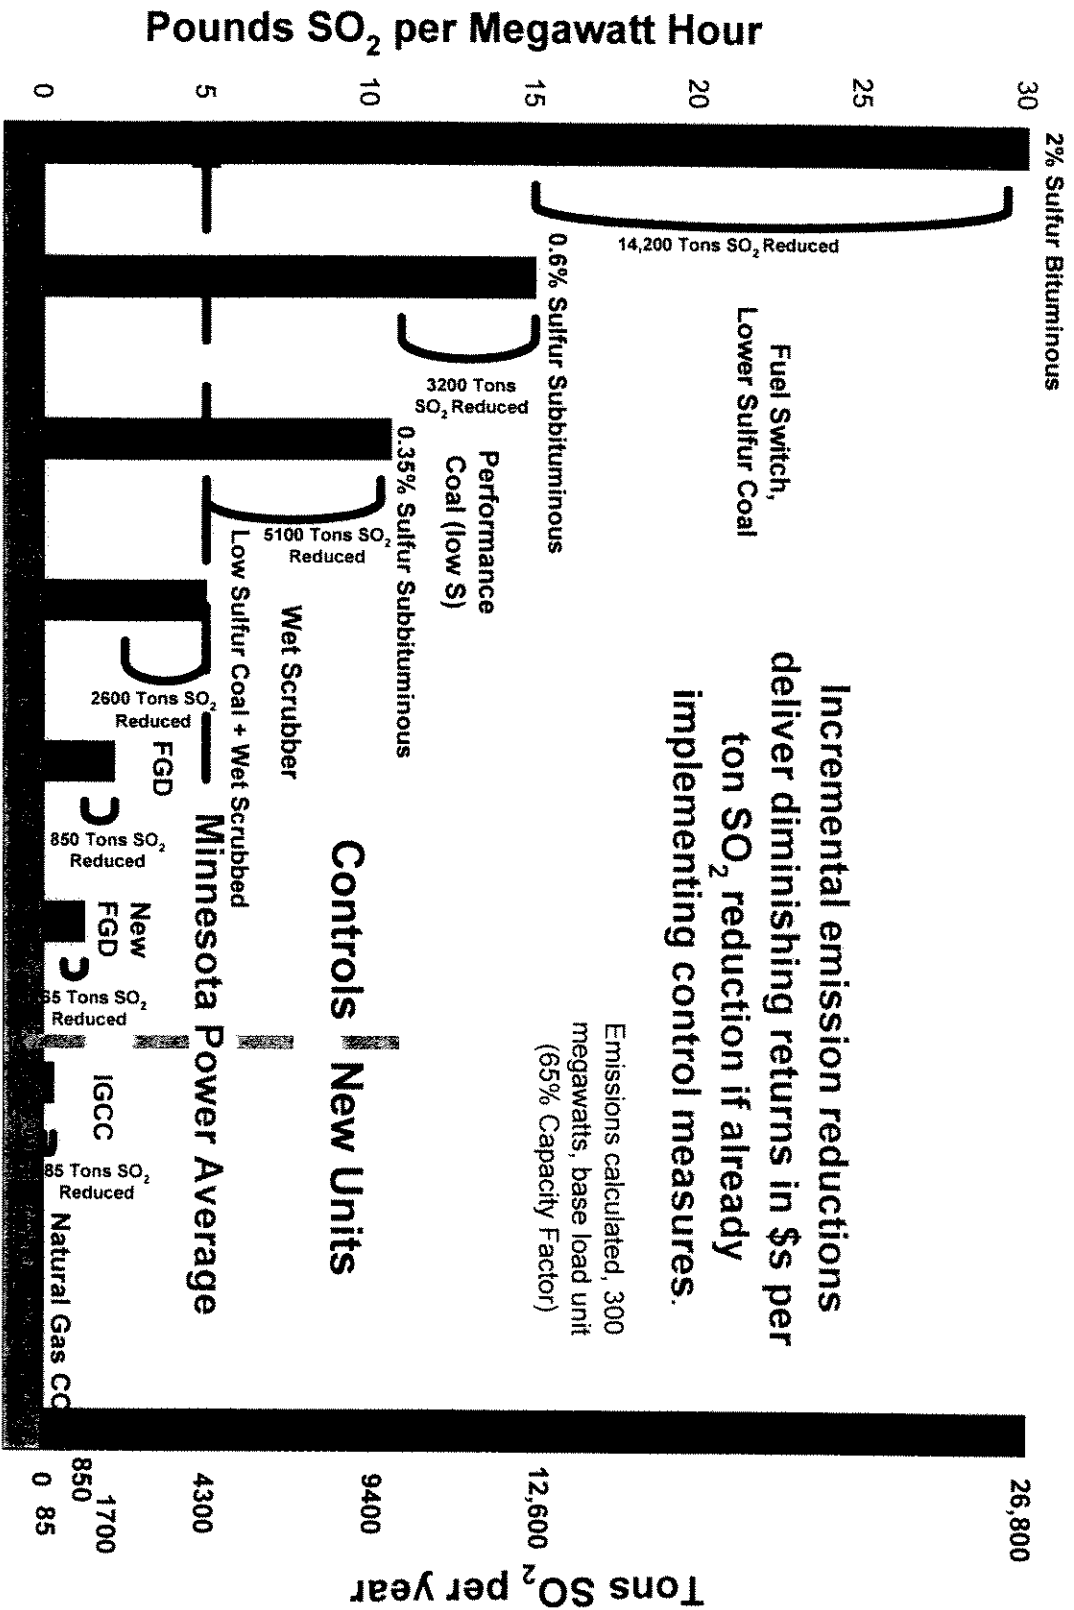 Pounds SO2 per Megawatt Hour
30
25
20
15
10
5
0
2% Sulfur Bituminous
14,200 Tons SO2 Reduced
Fuel Switch,
Lower Sulfur Coal
0.6% Sulfur Subbituminous
3200 Tons
SO2 Reduced
Performance
Coal (low S)
0.35% Sulfur Subbituminous
5100 Tons SO2
Reduced
Wet Scrubber
Low Sulfur Coal + Wet Scrubbed
2600 Tons SO2
Reduced
FGD
850 Tons SO2
Reduced
New
FGD
Tons SO2
Reduced
IGCC
85 Tons SO2
Reduced
Natural Gas CC
Incremental emission reductions
deliver diminishing returns in $s per
ton SO2 reduction if already
implementing control measures.
Emissions calculated, 300
megawatts, base load unit
(65% Capacity Factor)
Controls
New Units
Minnesota Power Average
26,800
12,600
9400
4300
1700
850
85
0
Tons SO2 per year